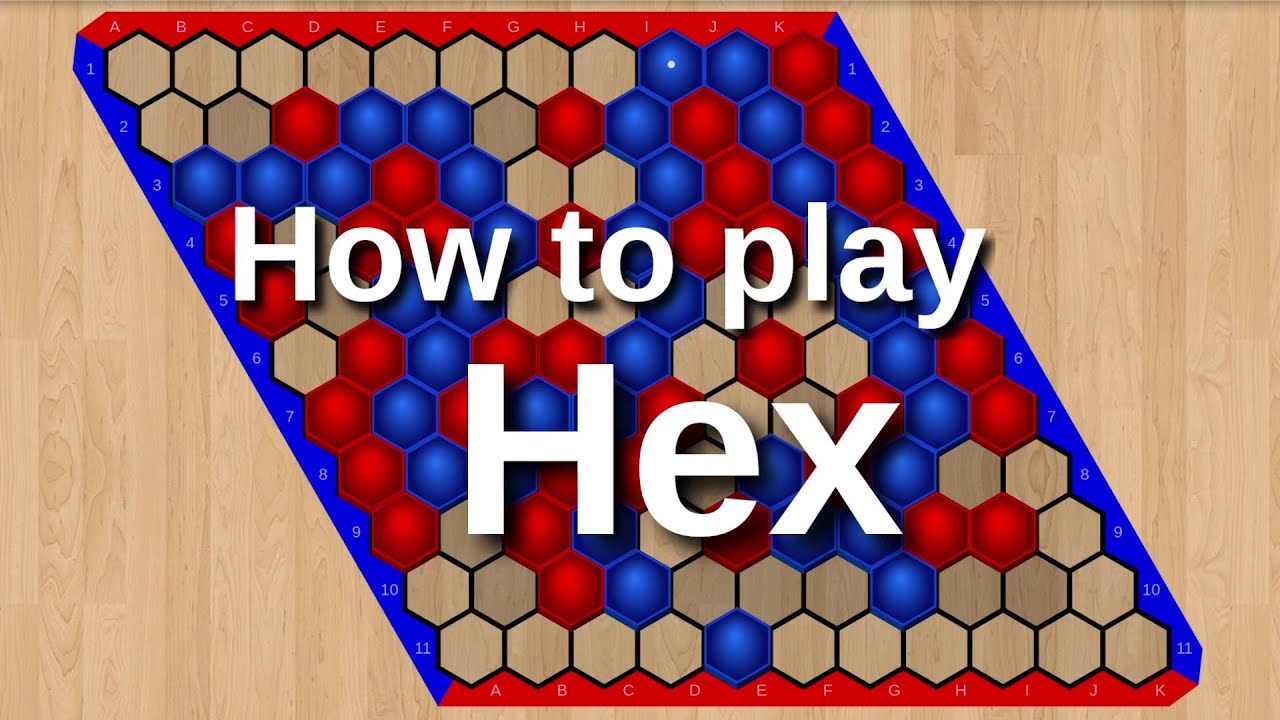 A B C D E F G H I J K
1 1
2 2
3 3
4 4
How to play
5 5
6 6
Hex
7 7
8 8
9 9
10 10
11 11
A B C D E F G H I J K